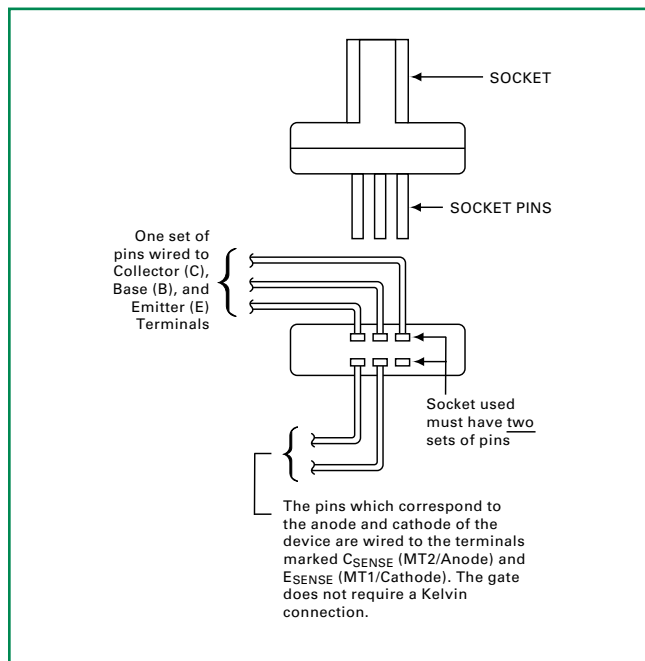 SOCKET
SOCKET PINS
One set of
pins wired to
Collector (C),
Base (B), and
Emitter (E)
Terminals
Socket used
must have two
sets of pins
The pins which correspond to
the anode and cathode of the
device are wired to the terminals
marked CSENSE (MT2/Anode) and
ESENSE (MT1/Cathode). The gate
does not require a Kelvin
connection.